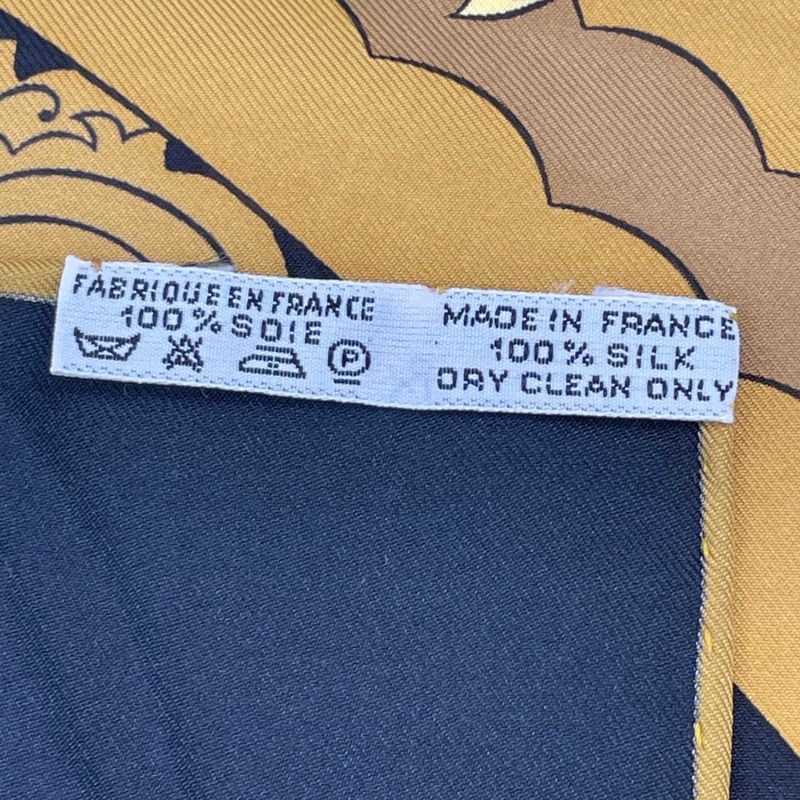 FABRIQUE EN FRANCE
100% SOIE
P
MADE IN FRANCE
100% SILK
DRY CLEAN ONLY